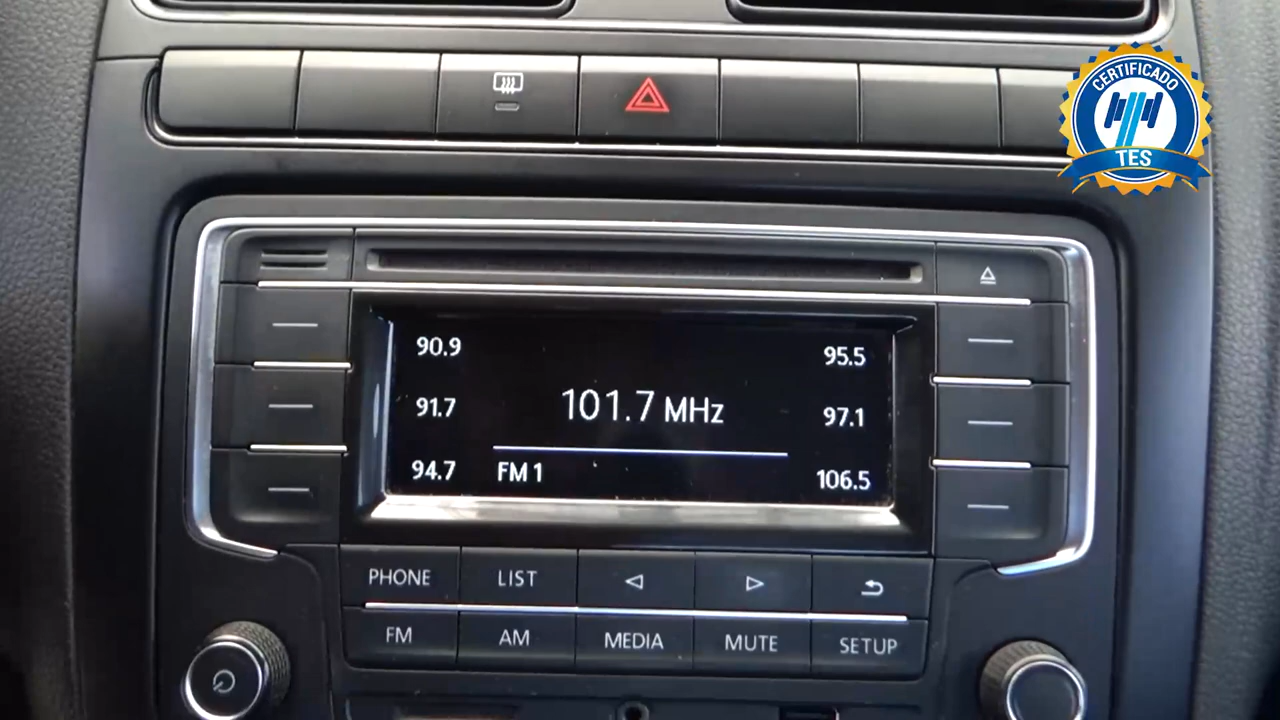 CERTIFICADO
TES
90.9
95.5
101.7 MHz
91.7
97.1
94.7
FM 1
106.5
PHONE
LIST
FM
AM
MEDIA
MUTE
SETUP